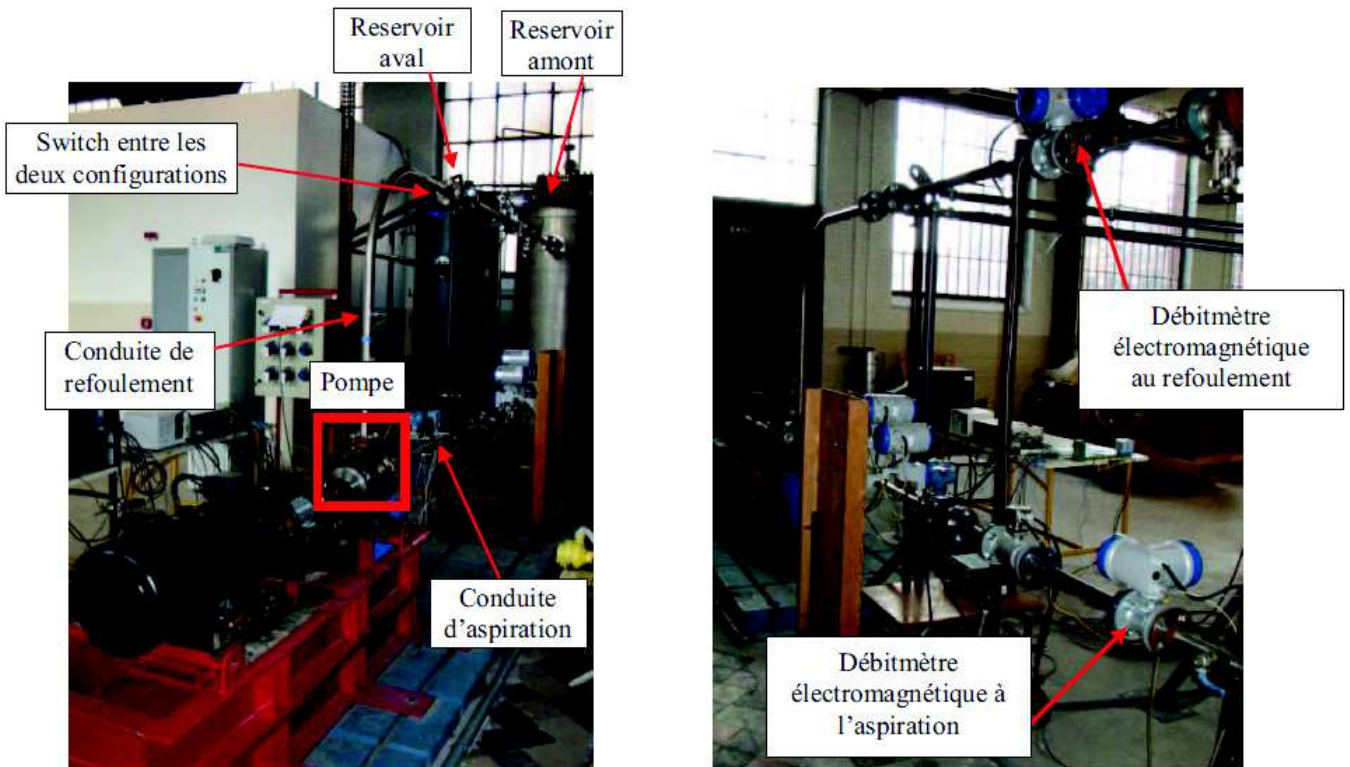 Reservoir
aval
Reservoir
amont
Switch entre les
deux configurations
Conduite de
refoulement
Pompe
Conduite
d'aspiration
Débitmètre
électromagnétique
au refoulement
Débitmètre
électromagnétique à
l'aspiration